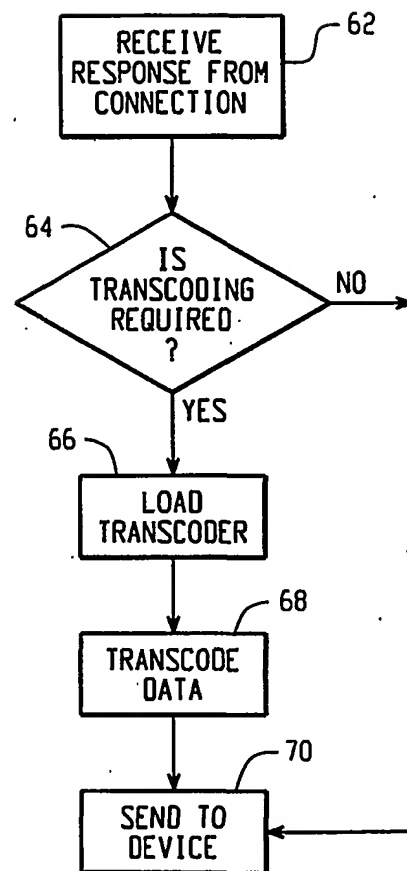 62
RECEIVE
RESPONSE FROM
CONNECTION
64
IS
TRANSCODING
REQUIRED
?
NO
YES
66
LOAD
TRANSCODER
68
TRANSCODE
DATA
70
SEND TO
DEVICE